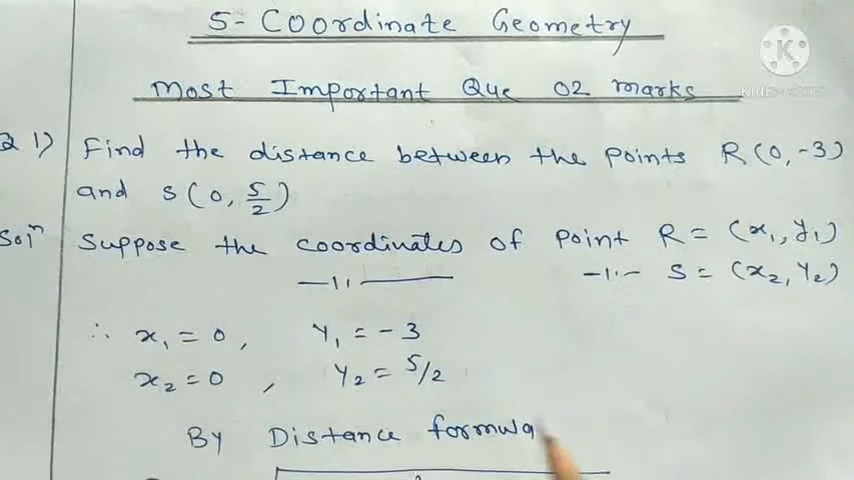 5- Coordinate Geometry
Most Important Que 02 marks
Q 1) Find the distance between the points R(0,-3)
and S(0, 5/2)
Solⁿ Suppose the coordinates of point R = (x₁, y₁)
—11— —11— S = (x₂, y₂)
∴ x₁ = 0, y₁ = -3
x₂ = 0, y₂ = 5/2
By Distance formula
K
KINEMASTER